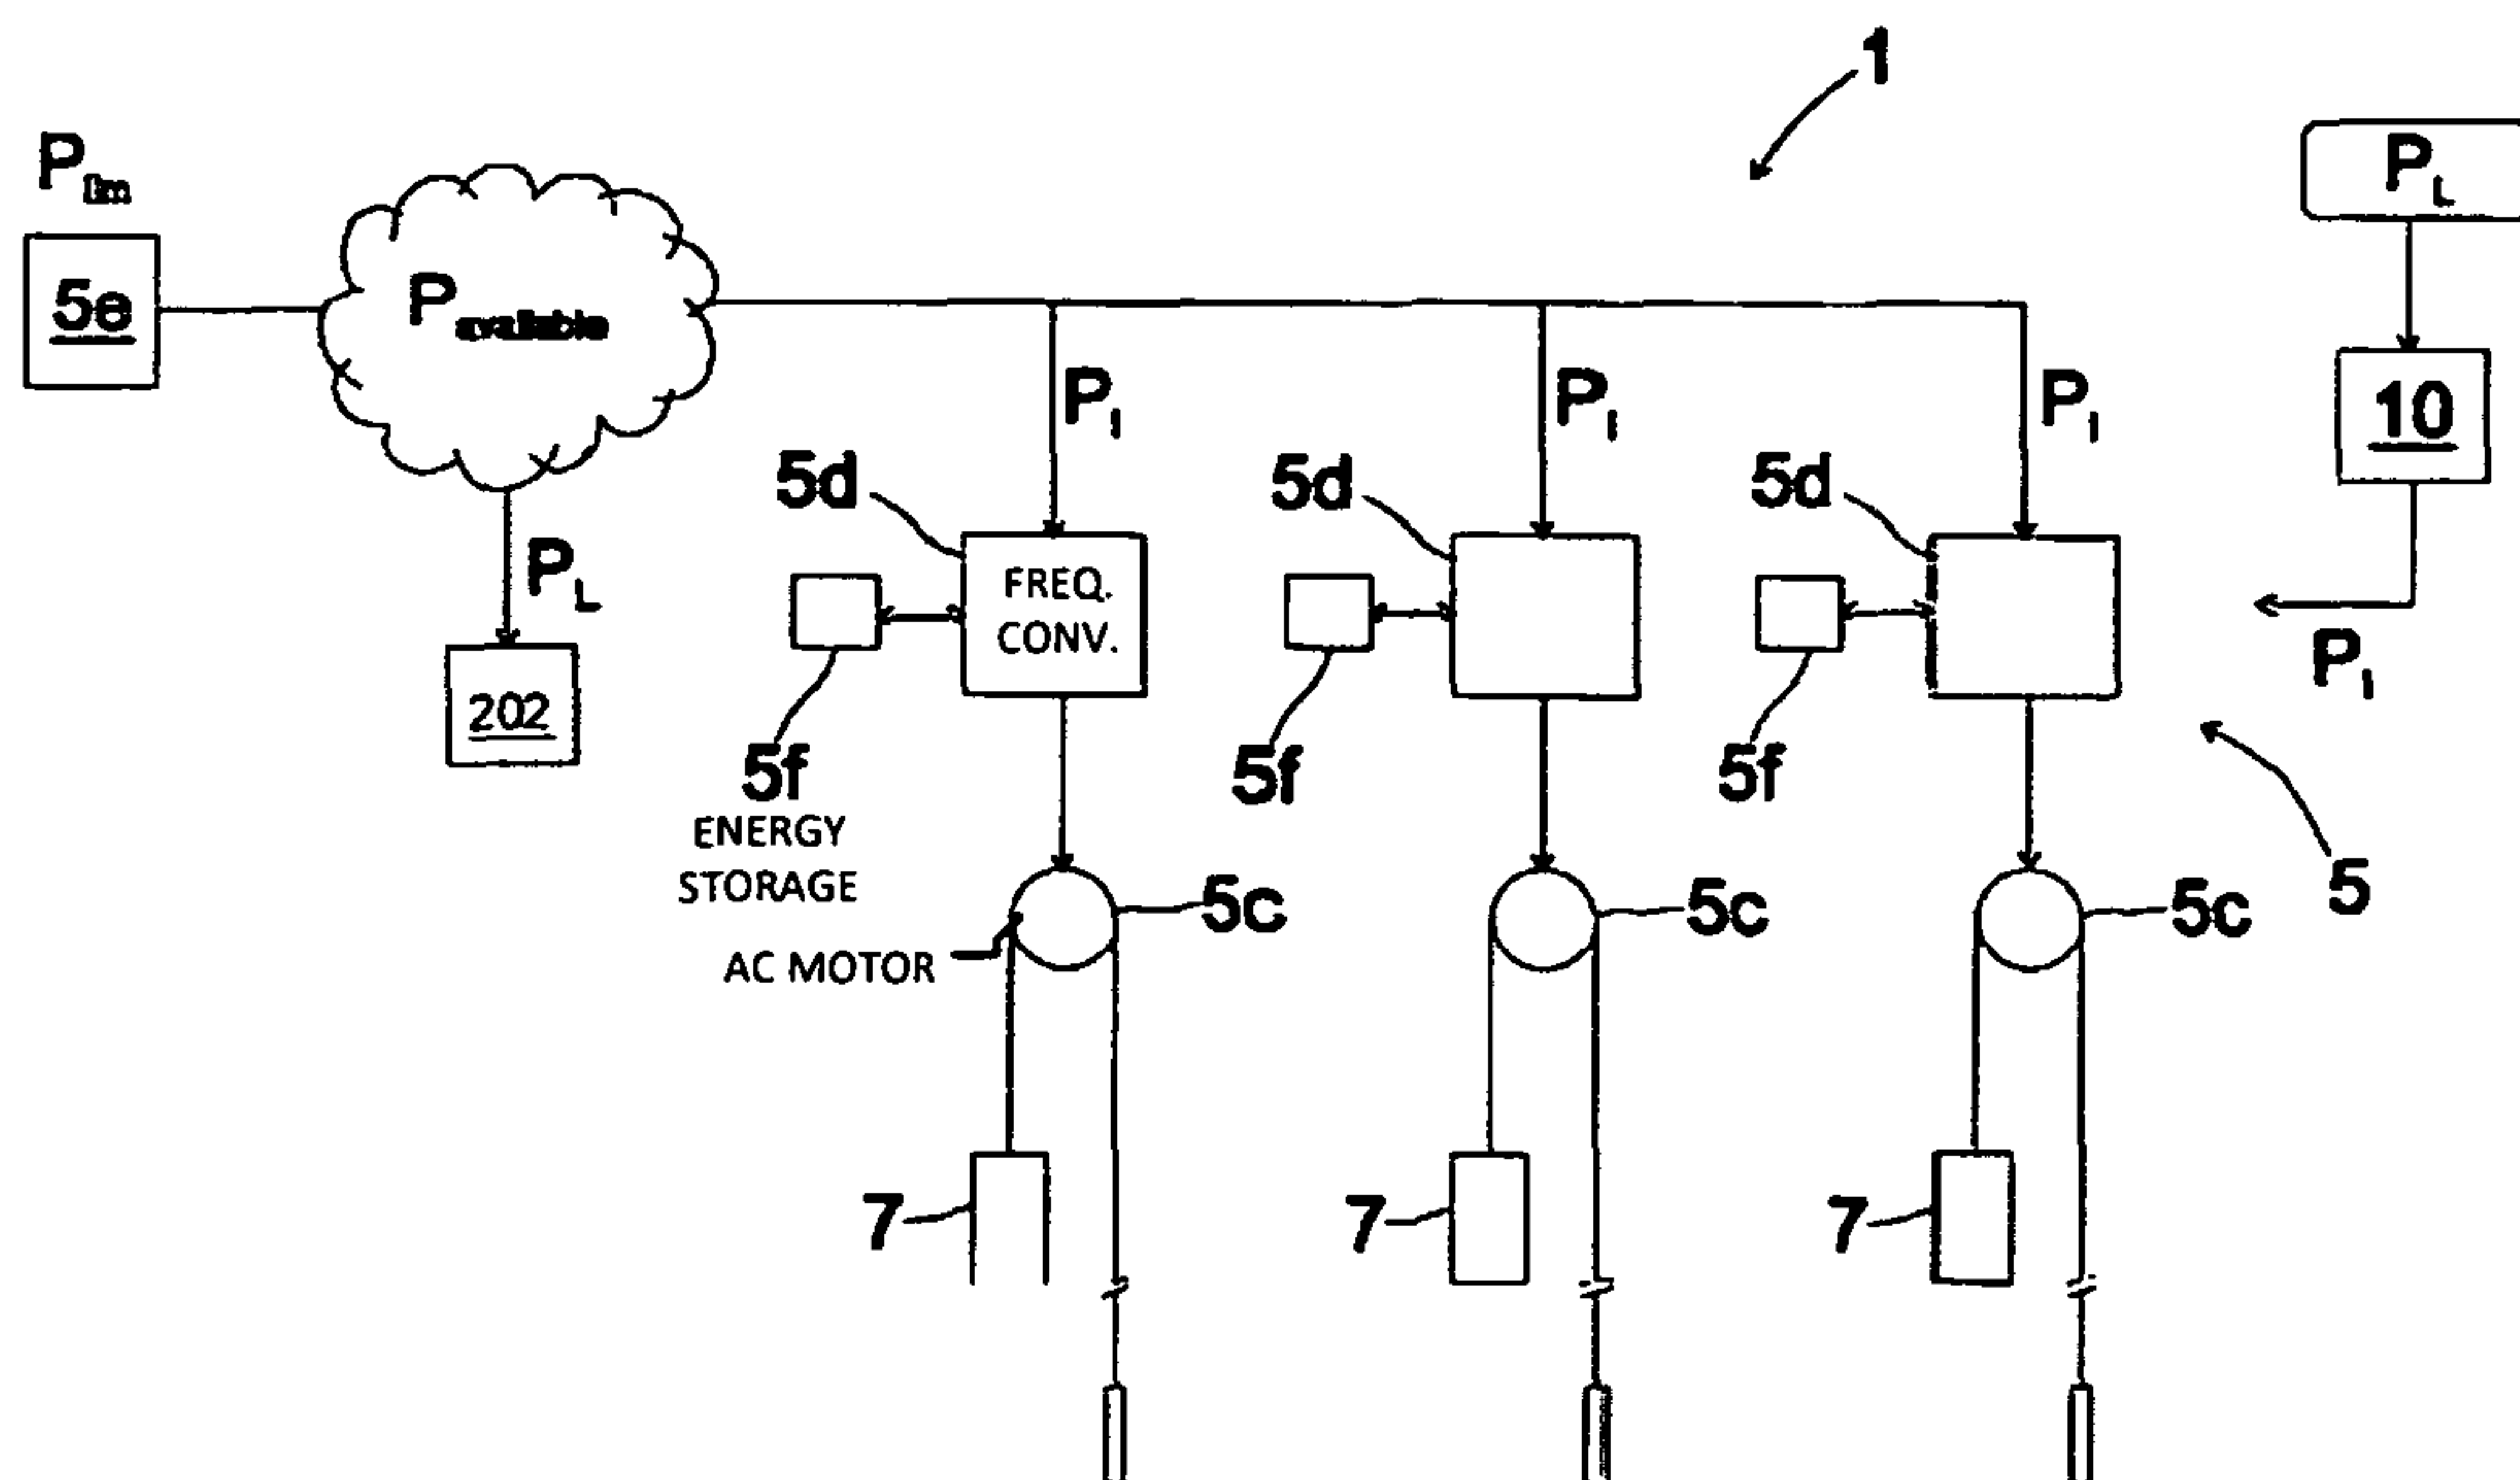 1
P_lim
P_L
5e
P_available
10
P_I
P_I
P_I
5d
5d
5d
P_L
FREQ.
CONV.
202
P_I
5f
5f
5f
ENERGY
STORAGE
5c
5c
5c
5
AC MOTOR
7
7
7